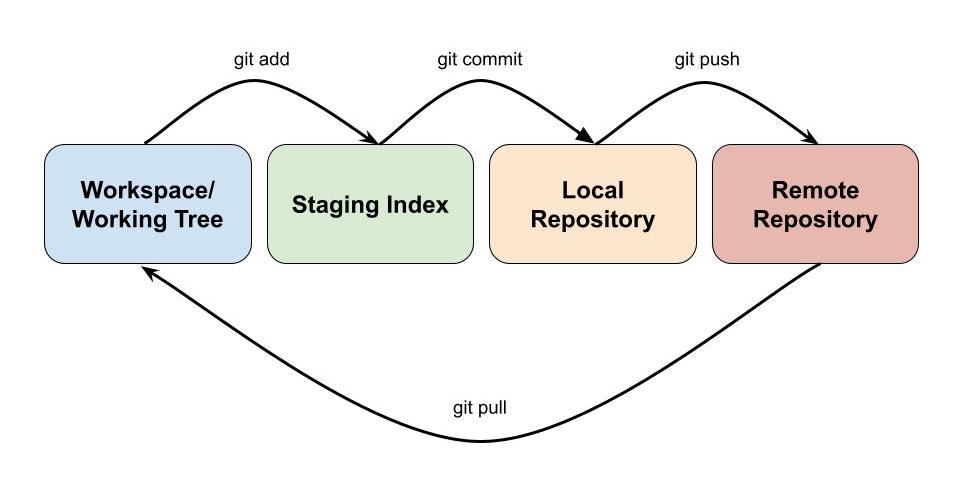 git add
git commit
git push
Workspace/
Working Tree
Staging Index
Local
Repository
Remote
Repository
git pull